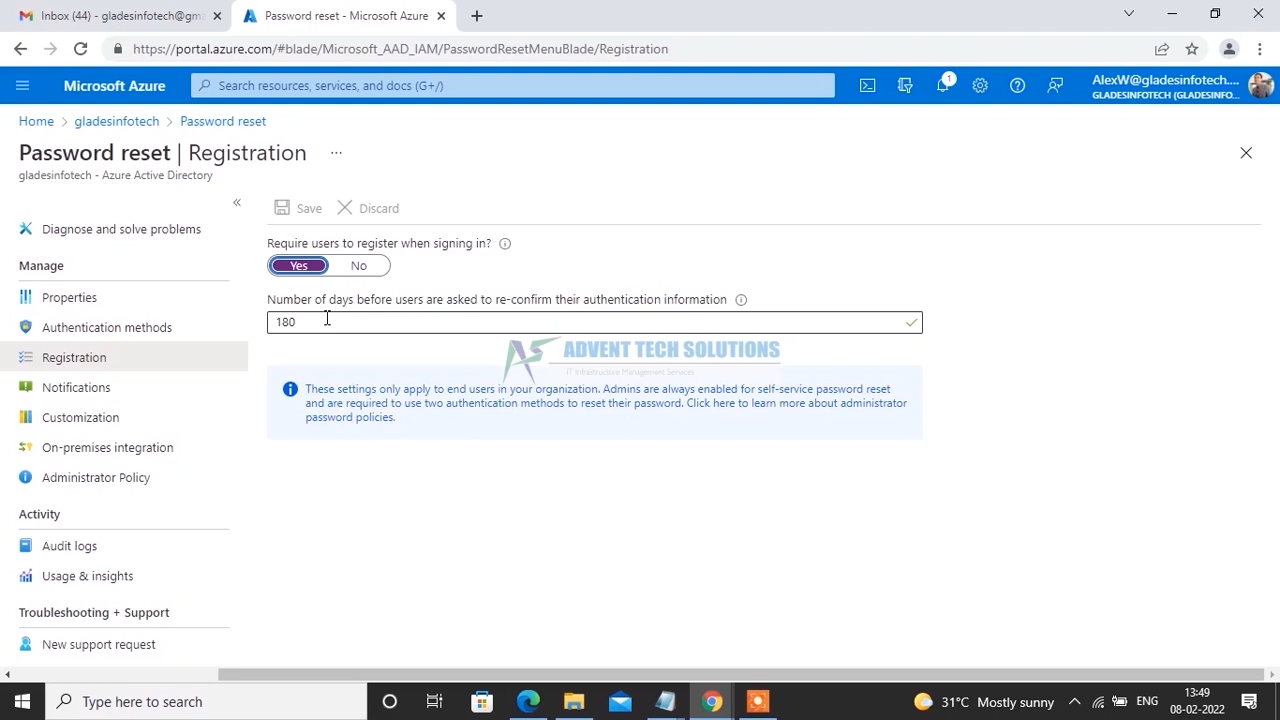 Inbox (44) - gladesinfotech@gma
Password reset - Microsoft Azure
https://portal.azure.com/#blade/Microsoft_AAD_IAM/PasswordResetMenuBlade/Registration
Microsoft Azure
Search resources, services, and docs (G+/)
1
AlexW@gladesinfotech....
GLADESINFOTECH (GLADESINFO...
Home > gladesinfotech > Password reset
Password reset | Registration ...
gladesinfotech - Azure Active Directory
«
Save
Discard
Diagnose and solve problems
Manage
Properties
Authentication methods
Registration
Notifications
Customization
On-premises integration
Administrator Policy
Activity
Audit logs
Usage & insights
Troubleshooting + Support
New support request
Require users to register when signing in?
Yes
No
Number of days before users are asked to re-confirm their authentication information
180
ADVENT TECH SOLUTIONS
IT Infrastructure Management Services
These settings only apply to end users in your organization. Admins are always enabled for self-service password reset
and are required to use two authentication methods to reset their password. Click here to learn more about administrator
password policies.
Type here to search
31°C Mostly sunny
ENG
13:49
08-02-2022